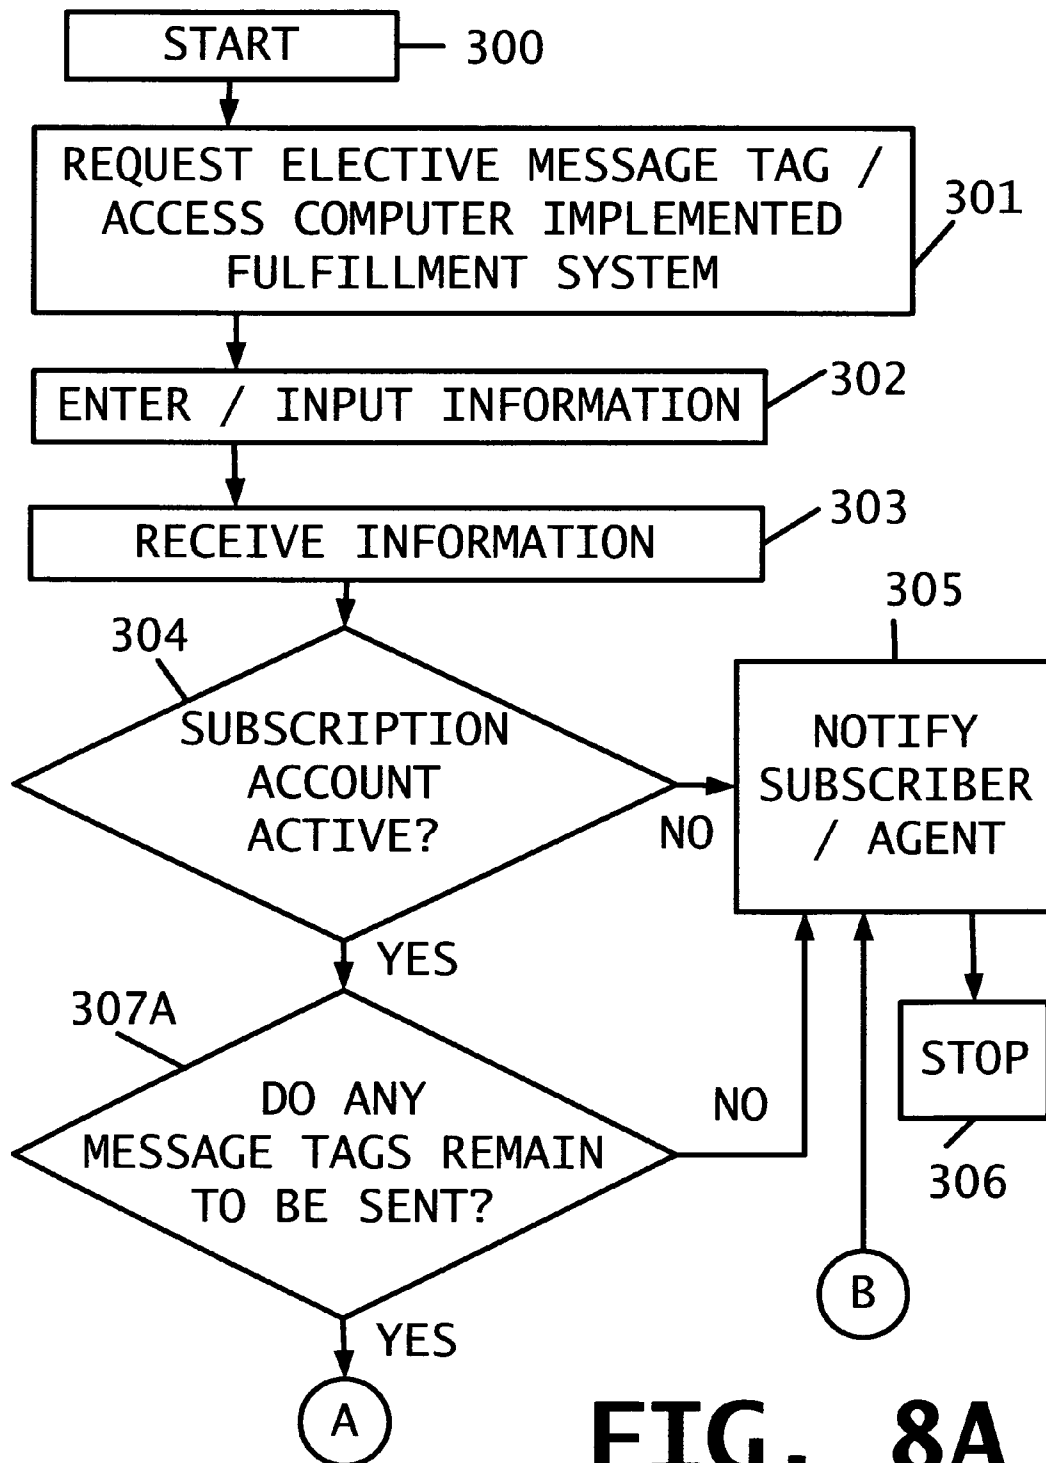 START
300
REQUEST ELECTIVE MESSAGE TAG /
ACCESS COMPUTER IMPLEMENTED
FULFILLMENT SYSTEM
301
ENTER / INPUT INFORMATION
302
RECEIVE INFORMATION
303
304
SUBSCRIPTION
ACCOUNT
ACTIVE?
NO
305
NOTIFY
SUBSCRIBER
/ AGENT
YES
307A
DO ANY
MESSAGE TAGS REMAIN
TO BE SENT?
NO
STOP
306
B
YES
A
FIG. 8A